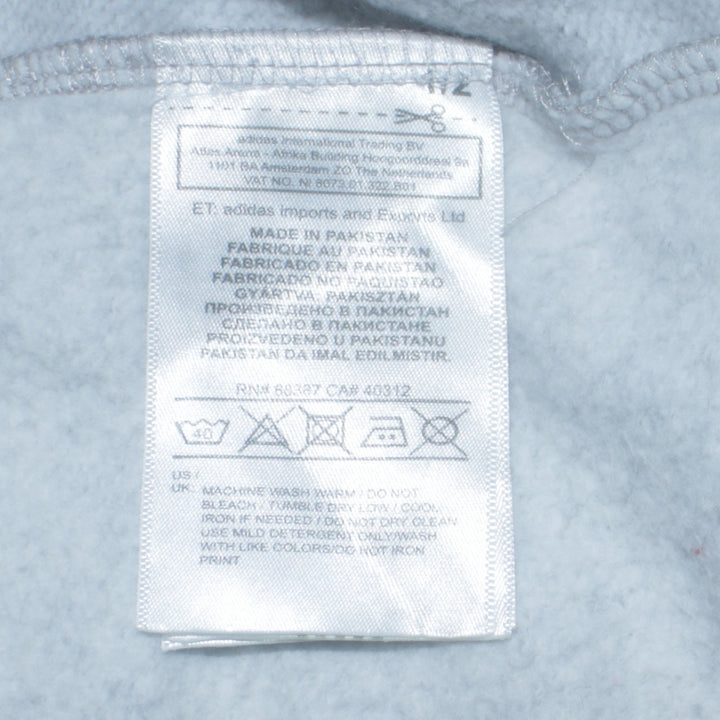 1/2
adidas International Trading BV
Atlas Arena - Afrika Building Hoogoorddreef 9a
1101 BA Amsterdam ZO The Netherlands
VAT NO. Nl 8073.01.322.B01
ET: adidas imports and Exports Ltd
MADE IN PAKISTAN
FABRIQUE AU PAKISTAN
FABRICADO EN PAKISTAN
FABRICADO NO PAQUISTAO
GYARTVA: PAKISZTAN
ПРОИЗВЕДЕНО В ПАКИСТАН
СДЕЛАНО В ПАКИСТАНЕ
PROIZVEDENO U PAKISTANU
PAKISTAN DA IMAL EDILMISTIR.
RN# 88387 CA# 40312
40
US /
UK: MACHINE WASH WARM / DO NOT
BLEACH / TUMBLE DRY LOW / COOL
IRON IF NEEDED / DO NOT DRY CLEAN
USE MILD DETERGENT ONLY/WASH
WITH LIKE COLORS/DO NOT IRON
PRINT